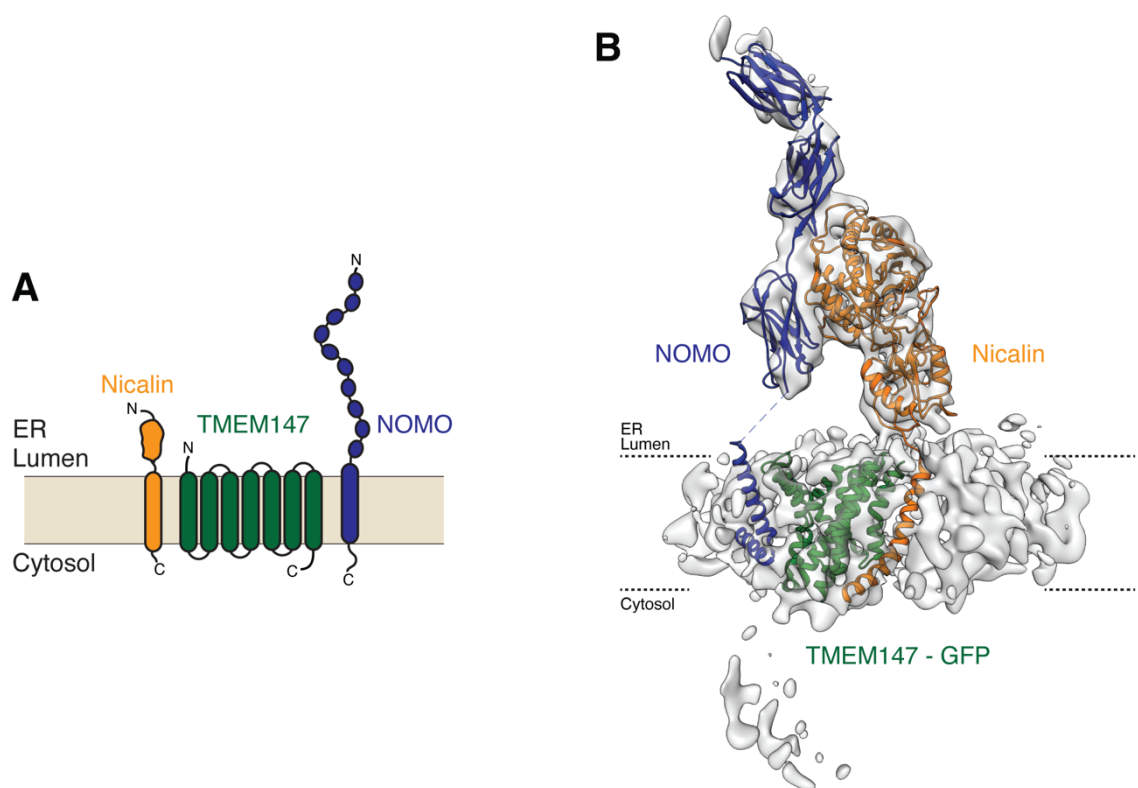 A
N
Nicalin
N
TMEM147
N
NOMO
ER
Lumen
Cytosol
C
C
C
B
NOMO
Nicalin
ER
Lumen
Cytosol
TMEM147 - GFP